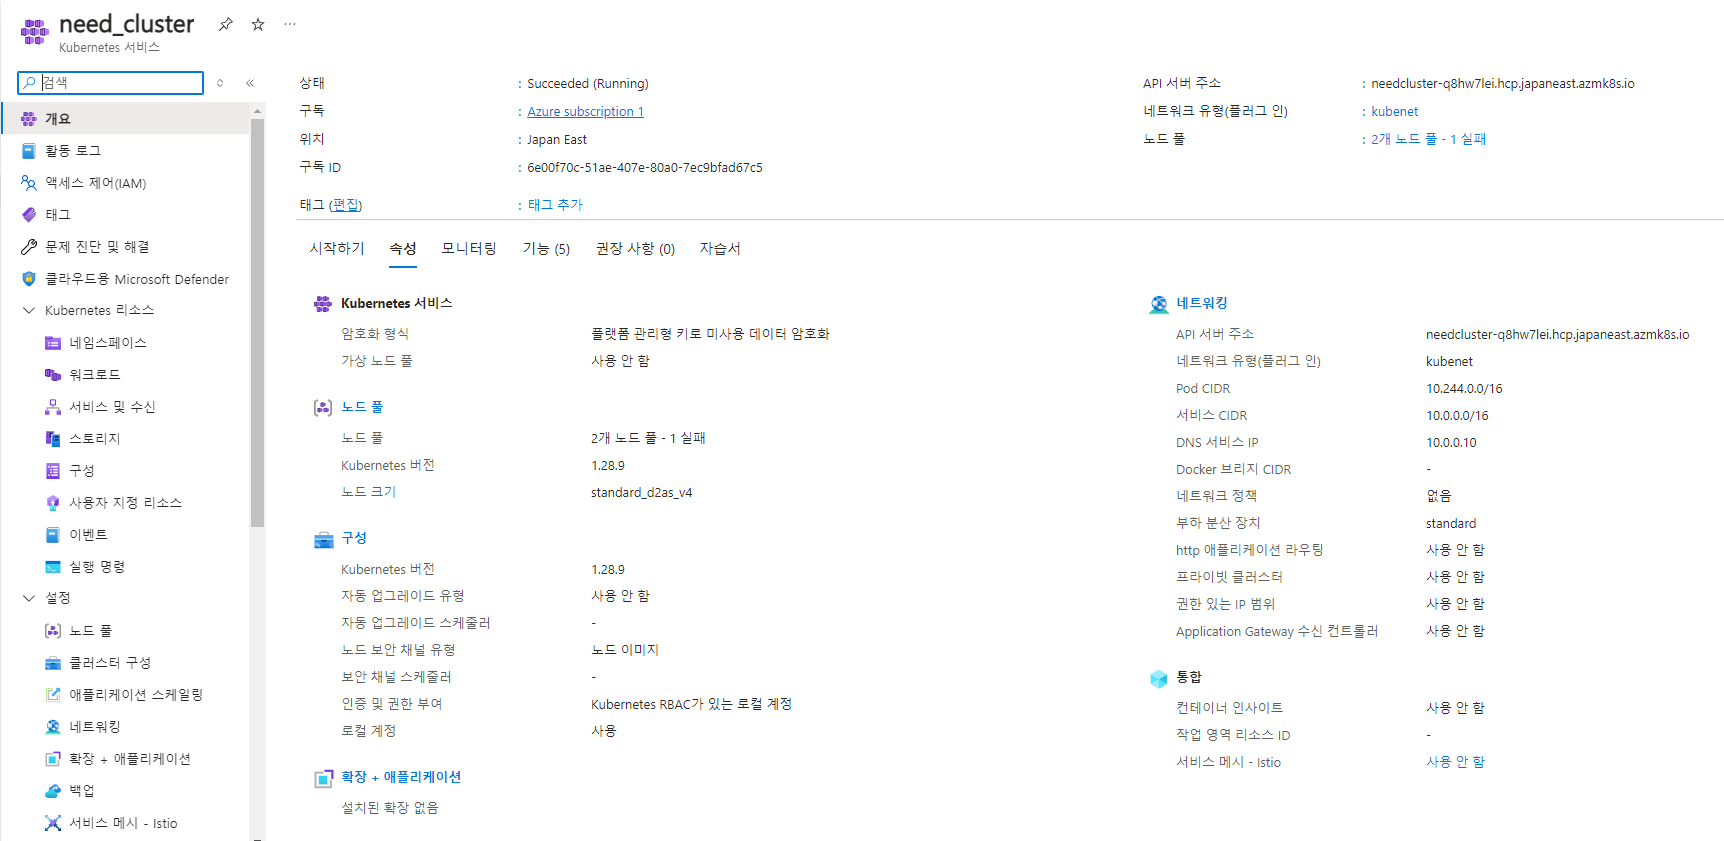 need_cluster
Kubernetes 서비스
검색
개요
활동 로그
액세스 제어(IAM)
태그
문제 진단 및 해결
클라우드용 Microsoft Defender
Kubernetes 리소스
네임스페이스
워크로드
서비스 및 수신
스토리지
구성
사용자 지정 리소스
이벤트
실행 명령
설정
노드 풀
클러스터 구성
애플리케이션 스케일링
네트워킹
확장 + 애플리케이션
백업
서비스 메시 - Istio
상태 : Succeeded (Running)
구독 : Azure subscription 1
위치 : Japan East
구독 ID : 6e00f70c-51ae-407e-80a0-7ec9bfad67c5
태그 (편집) : 태그 추가
API 서버 주소 : needcluster-q8hw7lei.hcp.japaneast.azmk8s.io
네트워크 유형(플러그 인) : kubenet
노드 풀 : 2개 노드 풀 - 1 실패
시작하기 속성 모니터링 기능 (5) 권장 사항 (0) 자습서
Kubernetes 서비스
암호화 형식 플랫폼 관리형 키로 미사용 데이터 암호화
가상 노드 풀 사용 안 함
노드 풀
노드 풀 2개 노드 풀 - 1 실패
Kubernetes 버전 1.28.9
노드 크기 standard_d2as_v4
구성
Kubernetes 버전 1.28.9
자동 업그레이드 유형 사용 안 함
자동 업그레이드 스케줄러 -
노드 보안 채널 유형 노드 이미지
보안 채널 스케줄러 -
인증 및 권한 부여 Kubernetes RBAC가 있는 로컬 계정
로컬 계정 사용
확장 + 애플리케이션
설치된 확장 없음
네트워킹
API 서버 주소 needcluster-q8hw7lei.hcp.japaneast.azmk8s.io
네트워크 유형(플러그 인) kubenet
Pod CIDR 10.244.0.0/16
서비스 CIDR 10.0.0.0/16
DNS 서비스 IP 10.0.0.10
Docker 브리지 CIDR -
네트워크 정책 없음
부하 분산 장치 standard
http 애플리케이션 라우팅 사용 안 함
프라이빗 클러스터 사용 안 함
권한 있는 IP 범위 사용 안 함
Application Gateway 수신 컨트롤러 사용 안 함
통합
컨테이너 인사이트 사용 안 함
작업 영역 리소스 ID -
서비스 메시 - Istio 사용 안 함